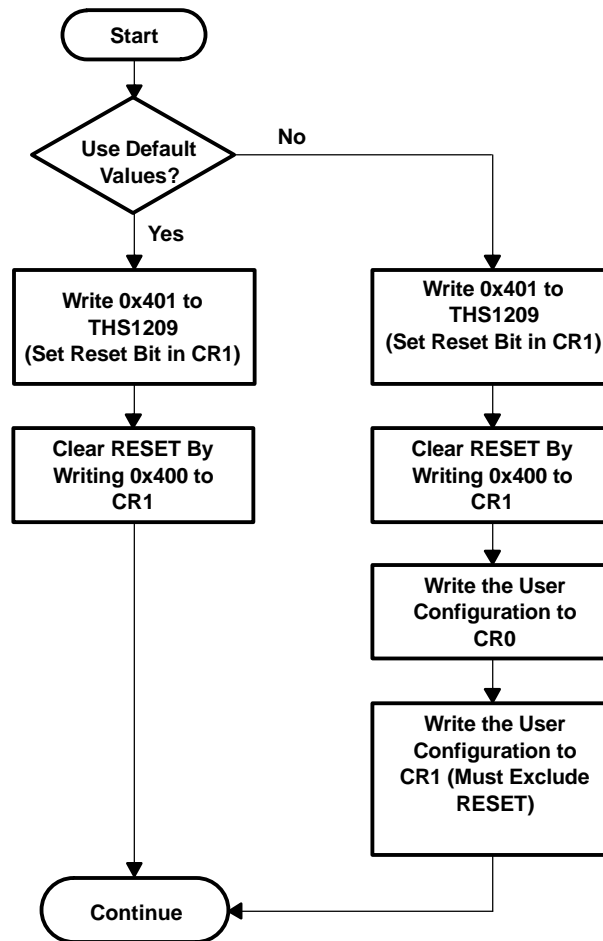 Start
Use Default
Values?
No
Yes
Write 0x401 to
THS1209
(Set Reset Bit in CR1)
Clear RESET By
Writing 0x400 to
CR1
Write 0x401 to
THS1209
(Set Reset Bit in CR1)
Clear RESET By
Writing 0x400 to
CR1
Write the User
Configuration to
CR0
Write the User
Configuration to
CR1 (Must Exclude
RESET)
Continue